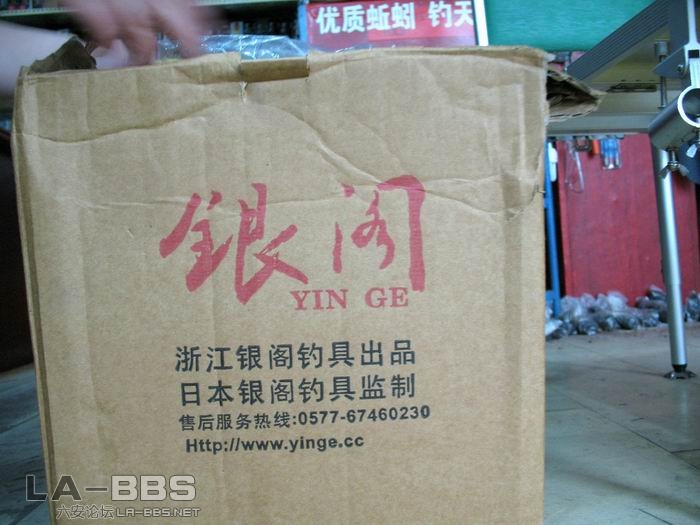 优质蚯蚓 钓天
银阁
YIN GE
浙江银阁钓具出品
日本银阁钓具监制
售后服务热线:0577-67460230
Http://www.yinge.cc
LA-BBS
六安论坛LA-BBS.NET